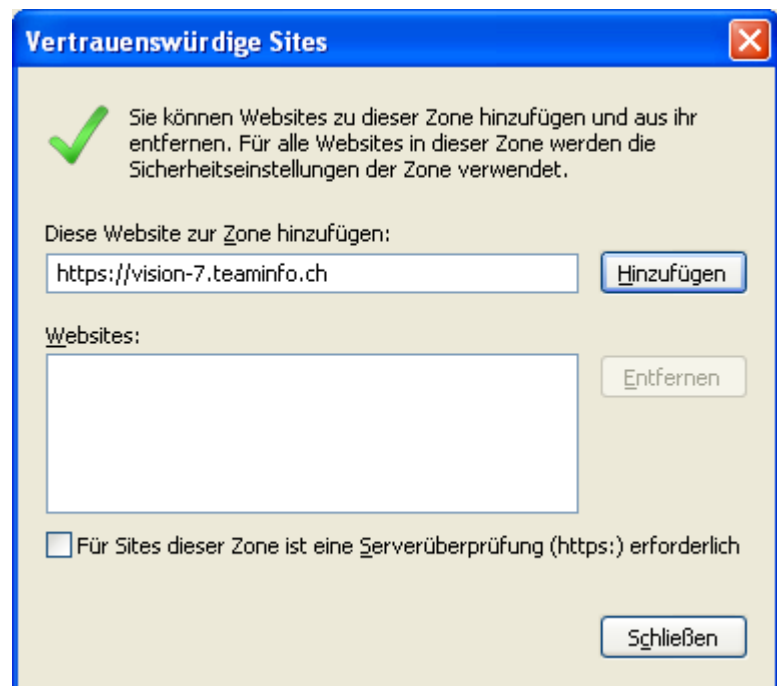 Vertrauenswürdige Sites
Sie können Websites zu dieser Zone hinzufügen und aus ihr
entfernen. Für alle Websites in dieser Zone werden die
Sicherheitseinstellungen der Zone verwendet.
Diese Website zur Zone hinzufügen:
https://vision-7.teaminfo.ch
Hinzufügen
Websites:
Entfernen
Für Sites dieser Zone ist eine Serverüberprüfung (https:) erforderlich
Schließen